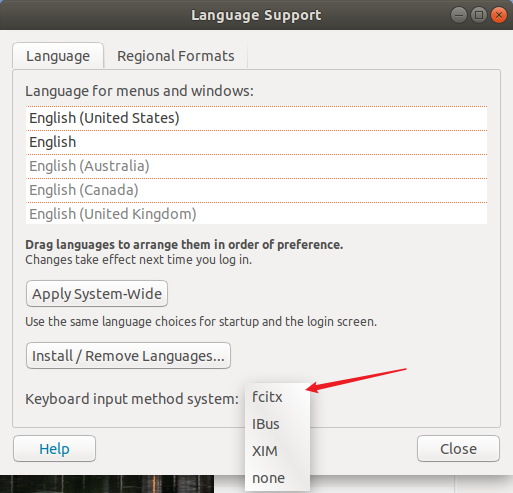 Language Support
Language
Regional Formats
Language for menus and windows:
English (United States)
English
English (Australia)
English (Canada)
English (United Kingdom)
Drag languages to arrange them in order of preference.
Changes take effect next time you log in.
Apply System-Wide
Use the same language choices for startup and the login screen.
Install / Remove Languages...
Keyboard input method system:
fcitx
IBus
XIM
none
Help
Close